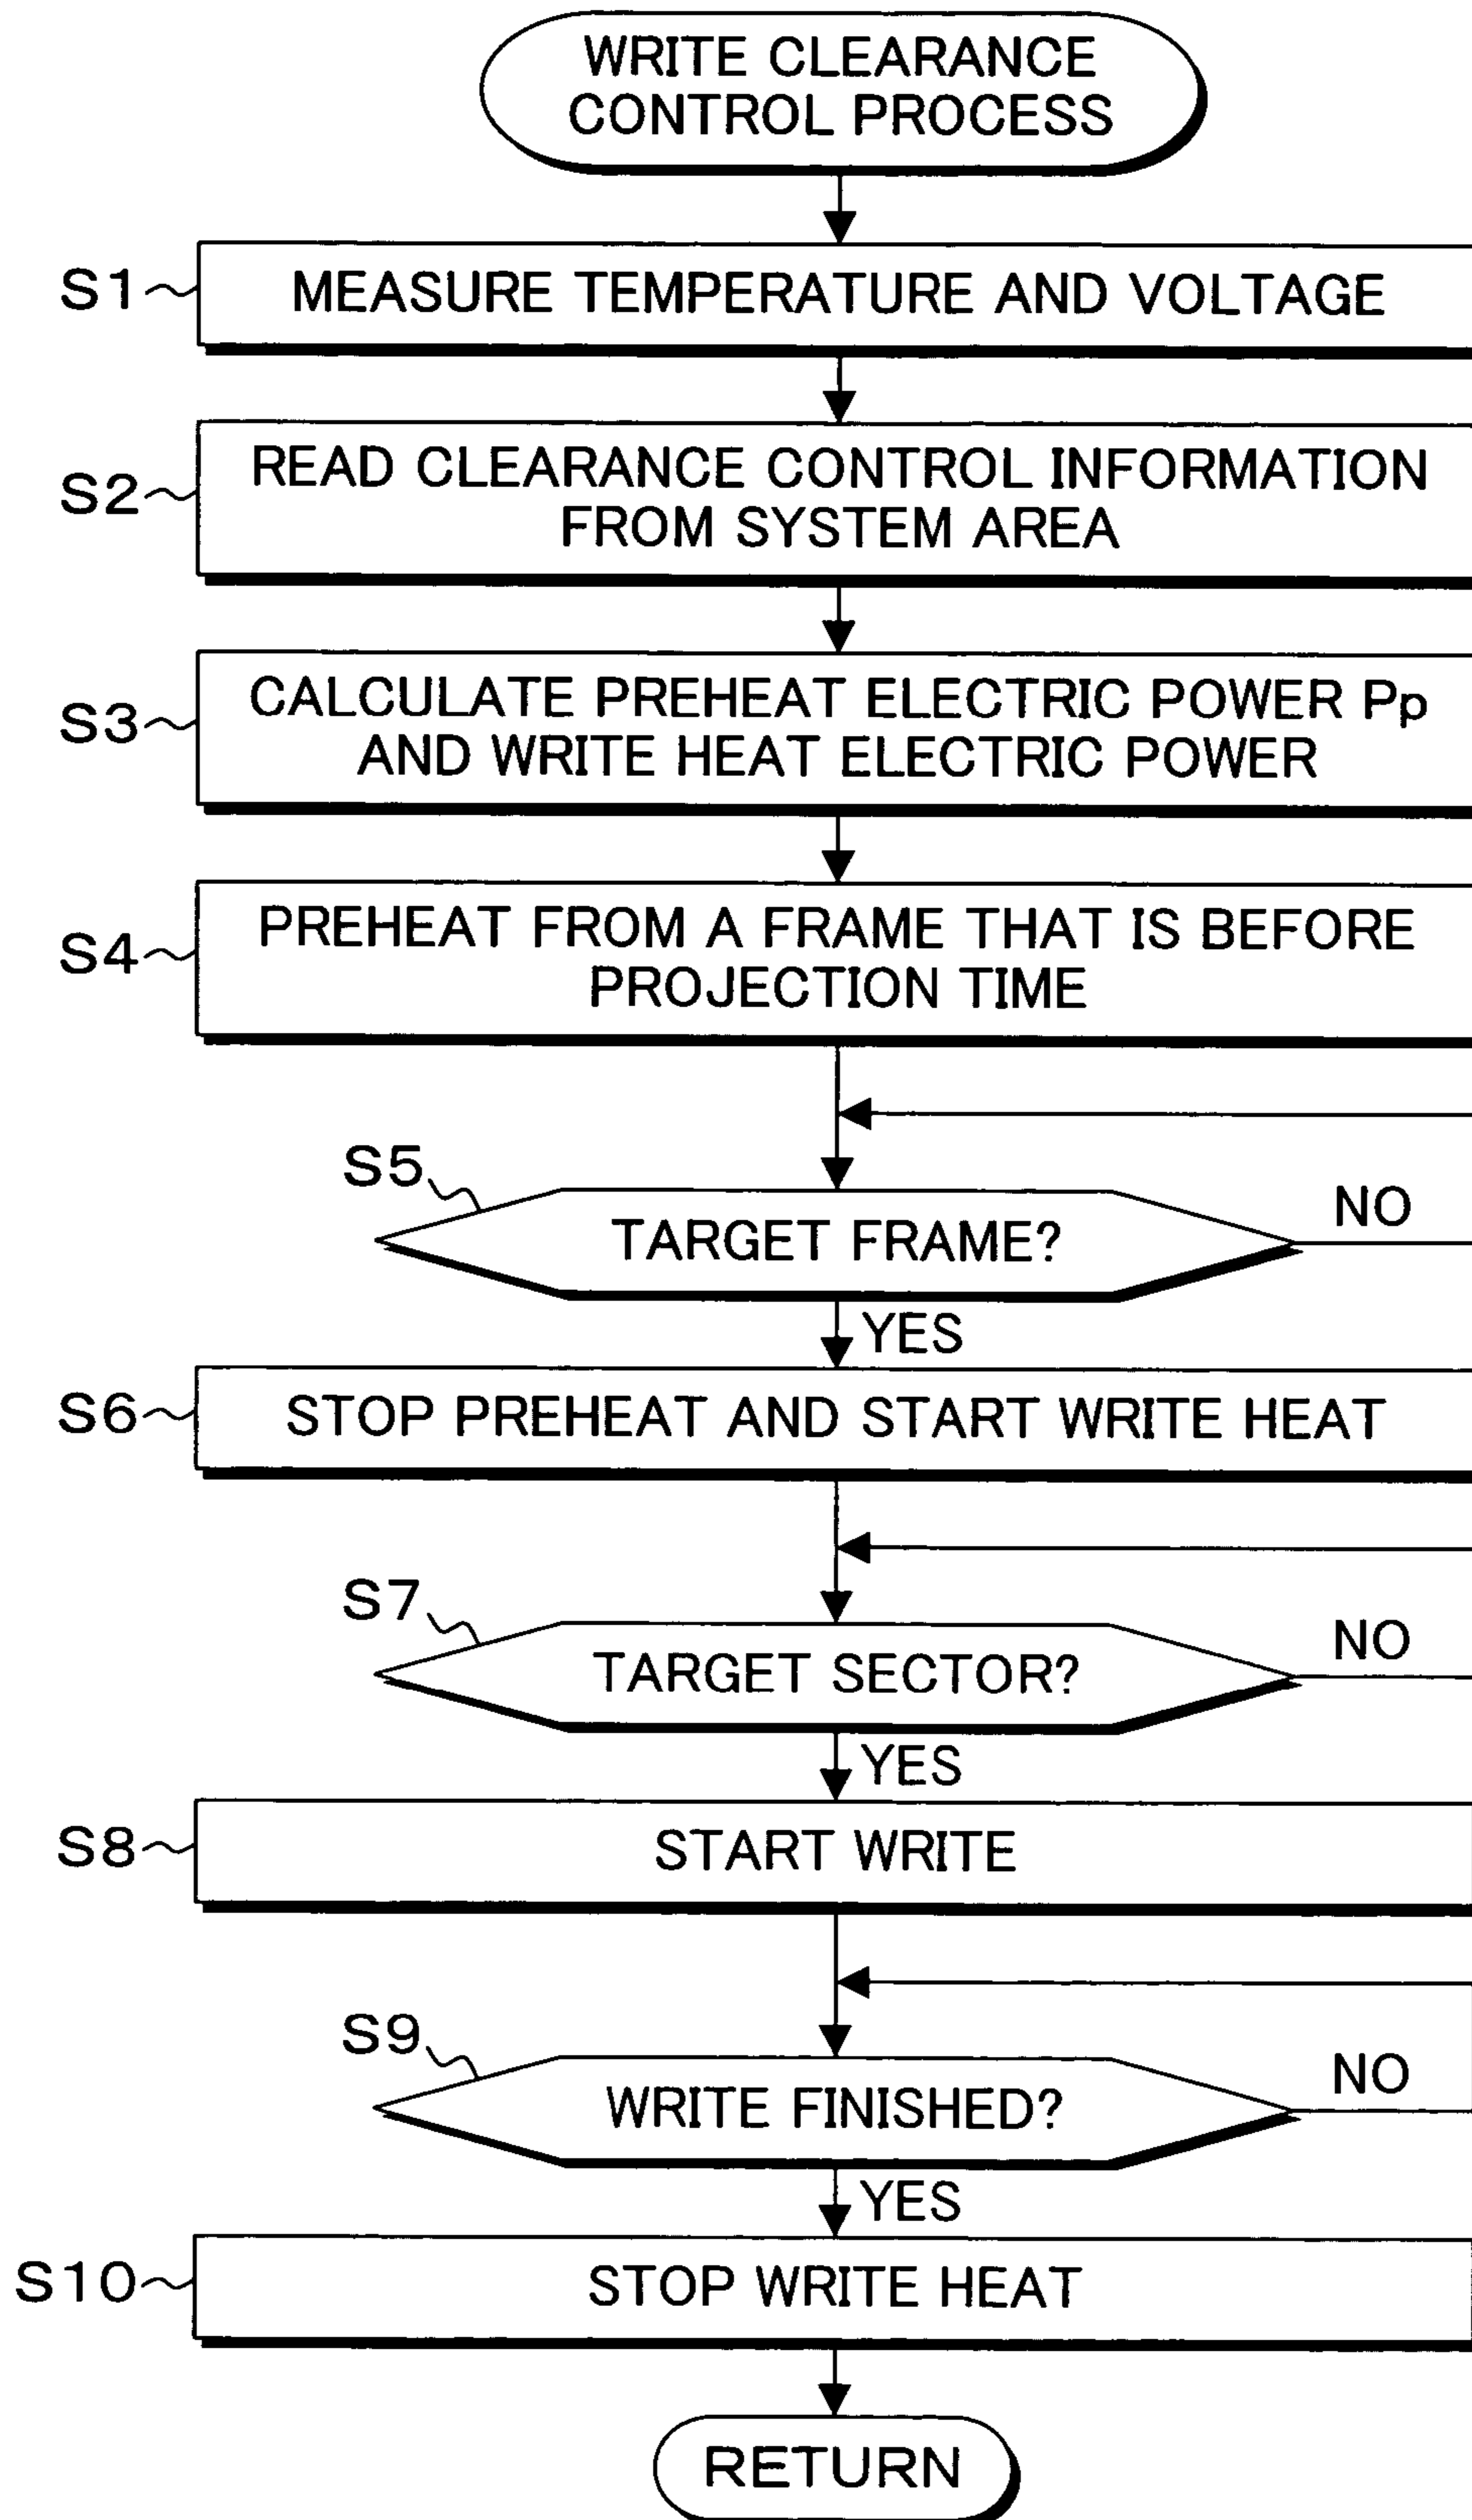 WRITE CLEARANCE
CONTROL PROCESS
S1
MEASURE TEMPERATURE AND VOLTAGE
S2
READ CLEARANCE CONTROL INFORMATION
FROM SYSTEM AREA
S3
CALCULATE PREHEAT ELECTRIC POWER Pp
AND WRITE HEAT ELECTRIC POWER
S4
PREHEAT FROM A FRAME THAT IS BEFORE
PROJECTION TIME
S5
TARGET FRAME?
NO
YES
S6
STOP PREHEAT AND START WRITE HEAT
S7
TARGET SECTOR?
NO
YES
S8
START WRITE
S9
WRITE FINISHED?
NO
YES
S10
STOP WRITE HEAT
RETURN